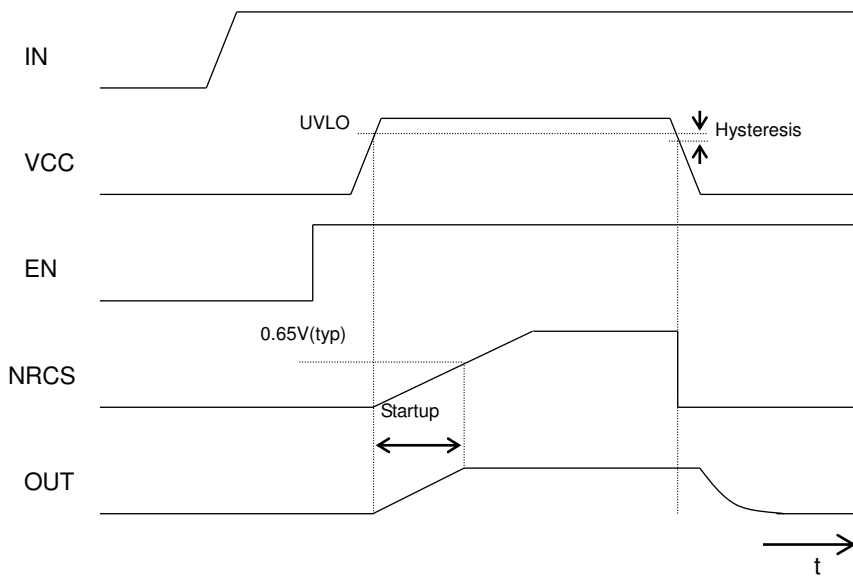 IN
UVLO
Hysteresis
VCC
EN
0.65V(typ)
NRCS
Startup
OUT
t